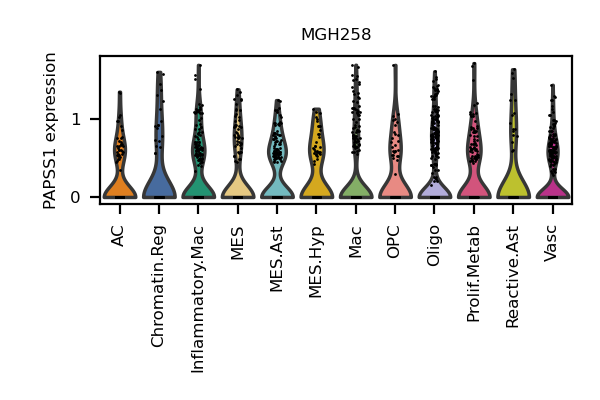 MGH258
PAPSS1 expression
1
0
AC
Chromatin.Reg
Inflammatory.Mac
MES
MES.Ast
MES.Hyp
Mac
OPC
Oligo
Prolif.Metab
Reactive.Ast
Vasc